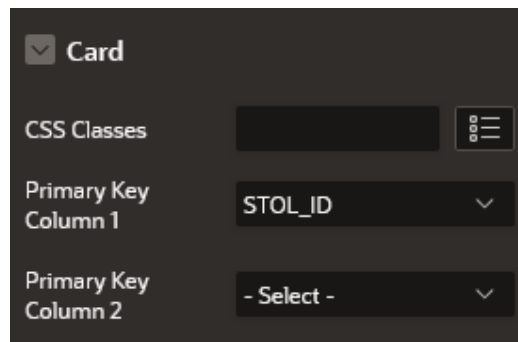 Card
CSS Classes
Primary Key
Column 1
STOL_ID
Primary Key
Column 2
- Select -